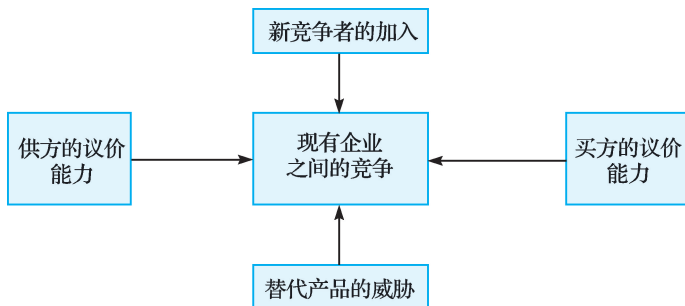 新竞争者的加入
供方的议价
能力
现有企业
之间的竞争
买方的议价
能力
替代产品的威胁